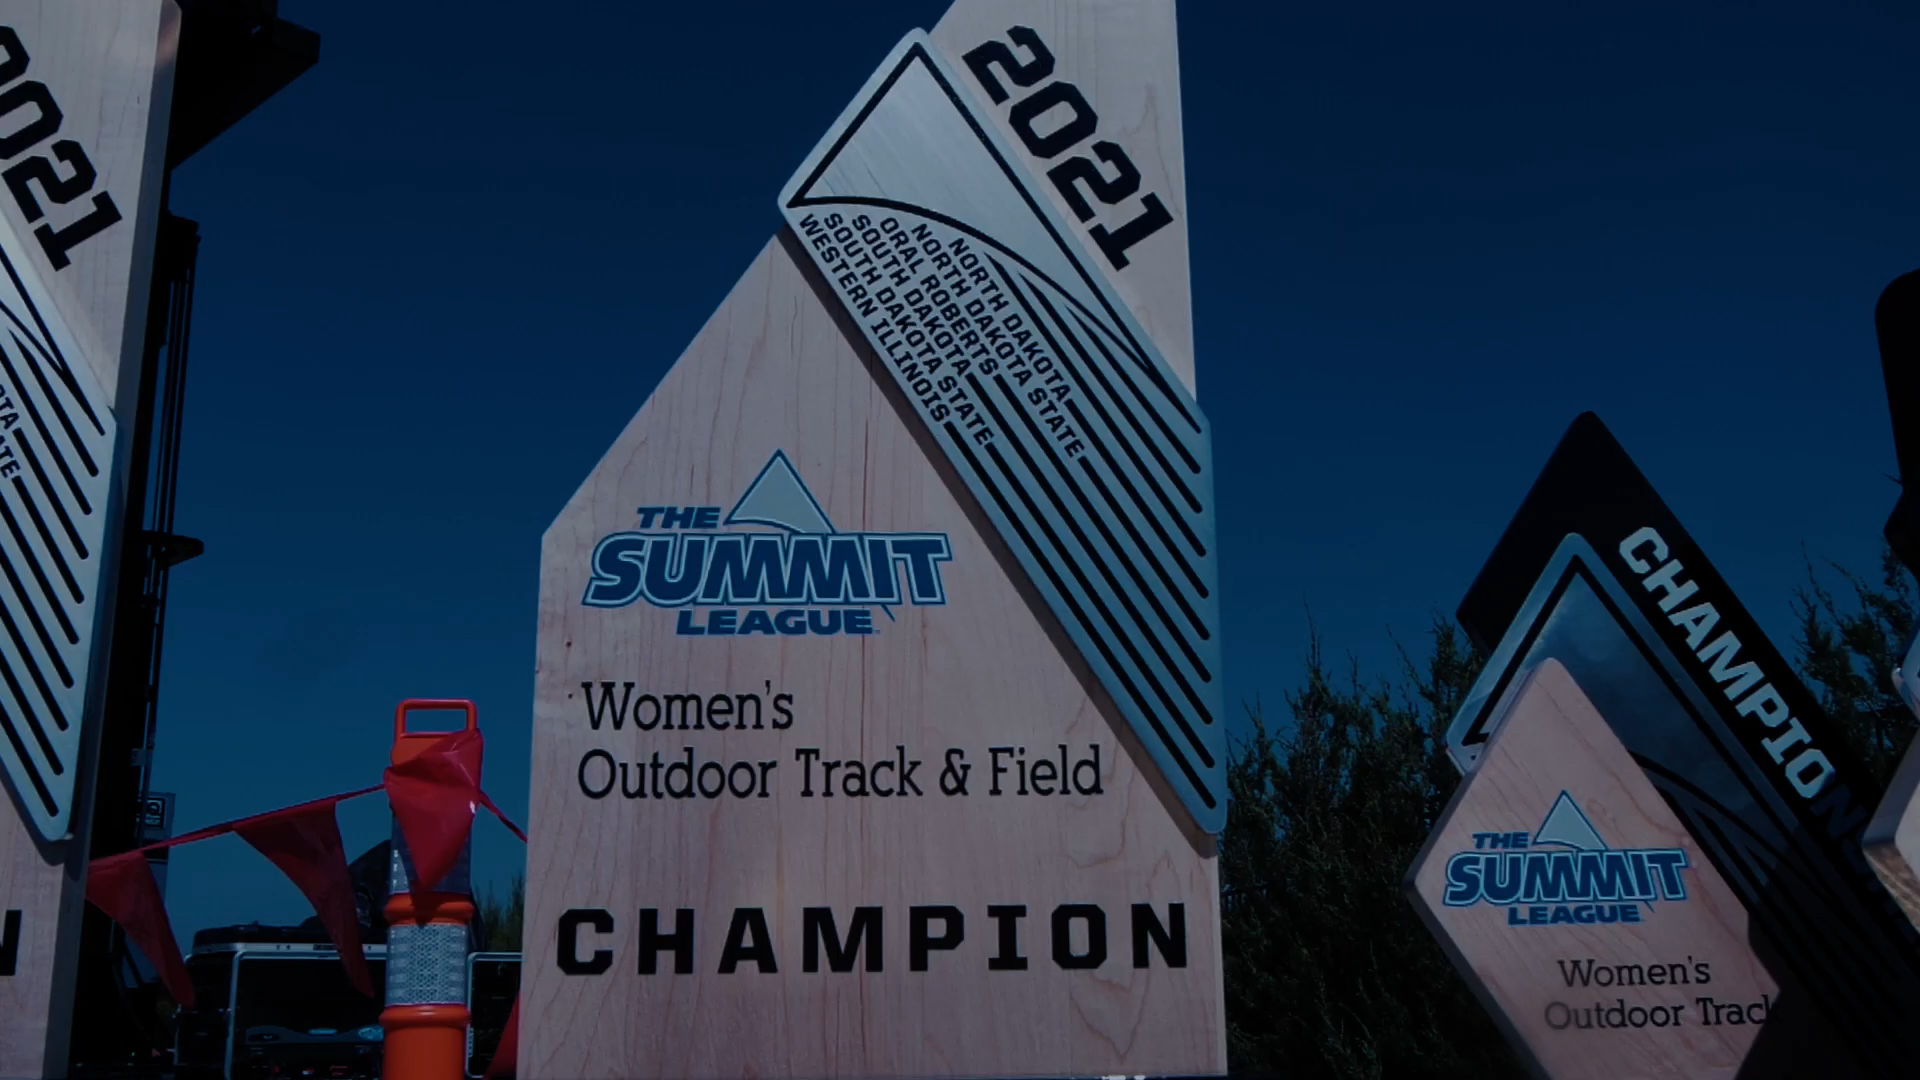 2021
2021
NORTH DAKOTA
NORTH DAKOTA STATE
ORAL ROBERTS
SOUTH DAKOTA
SOUTH DAKOTA STATE
WESTERN ILLINOIS
THE
SUMMIT
LEAGUE
Women's
Outdoor Track & Field
CHAMPION
CHAMPION
THE
SUMMIT
LEAGUE
Women's
Outdoor Track